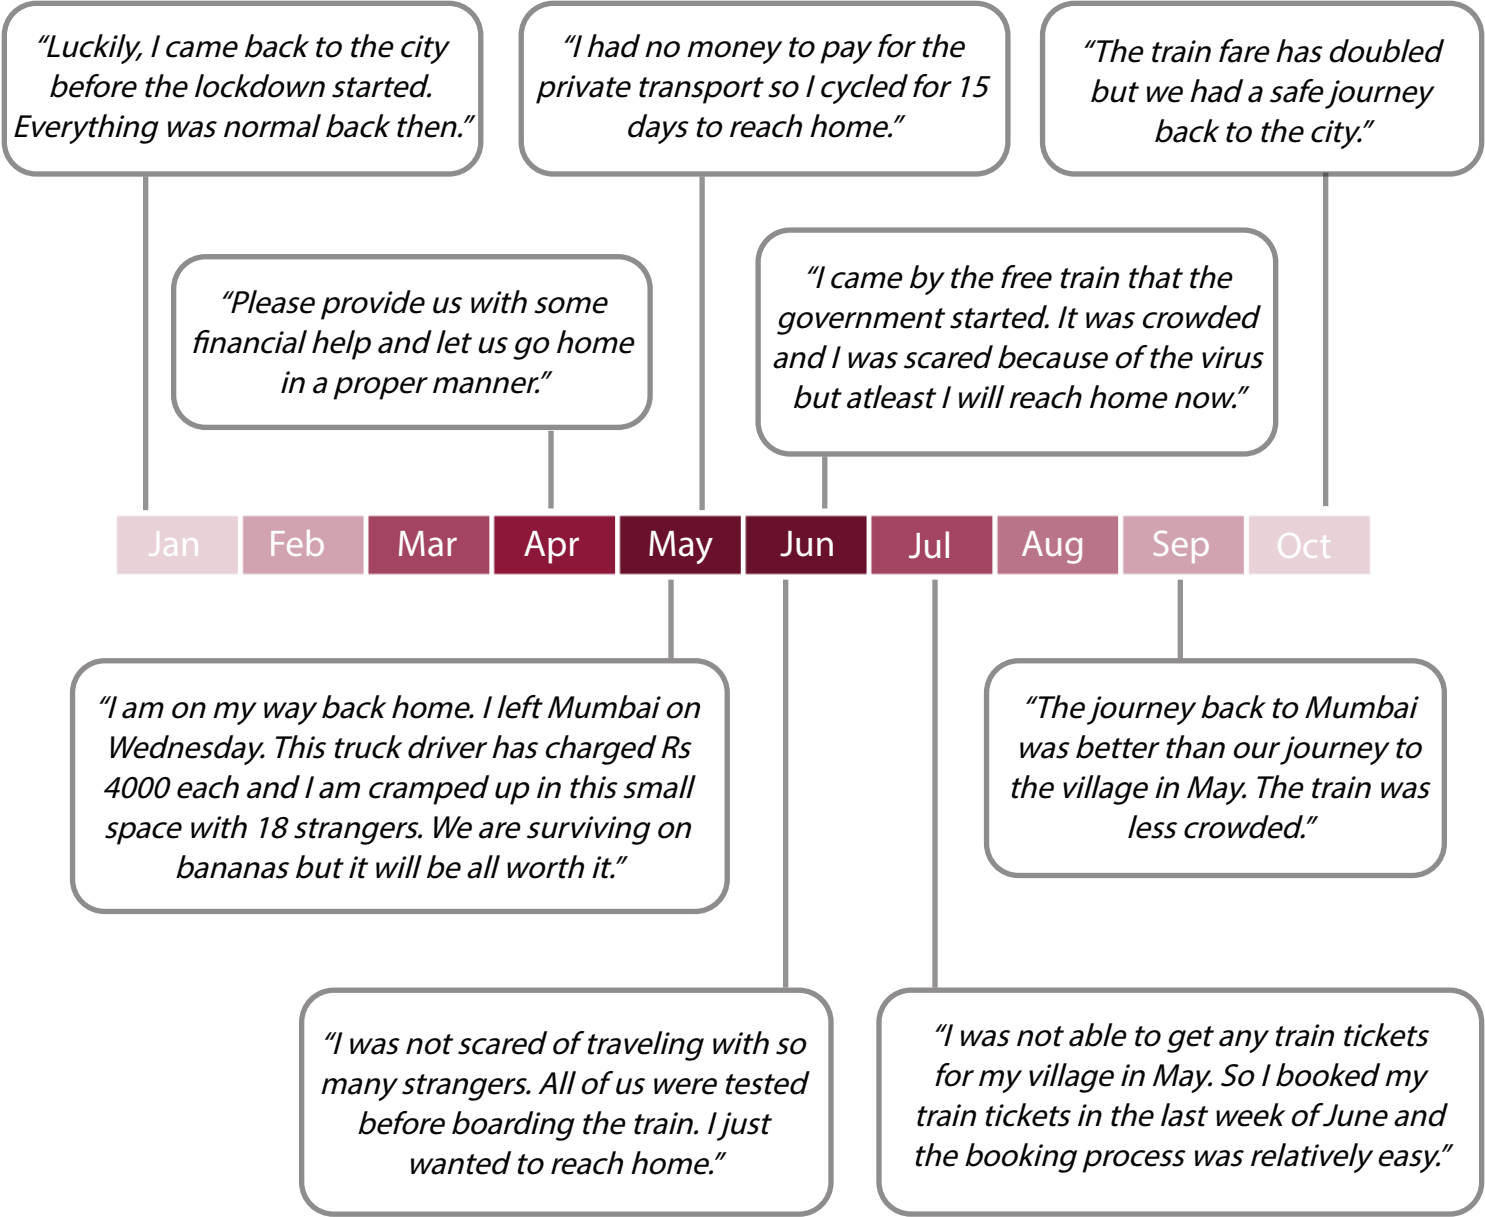 “Luckily, I came back to the city
before the lockdown started.
Everything was normal back then.”
“I had no money to pay for the
private transport so I cycled for 15
days to reach home.”
“The train fare has doubled
but we had a safe journey
back to the city.”
“Please provide us with some
financial help and let us go home
in a proper manner.”
“I came by the free train that the
government started. It was crowded
and I was scared because of the virus
but atleast I will reach home now.”
Jan Feb Mar Apr May Jun Jul Aug Sep Oct
“I am on my way back home. I left Mumbai on
Wednesday. This truck driver has charged Rs
4000 each and I am cramped up in this small
space with 18 strangers. We are surviving on
bananas but it will be all worth it.”
“The journey back to Mumbai
was better than our journey to
the village in May. The train was
less crowded.”
“I was not scared of traveling with so
many strangers. All of us were tested
before boarding the train. I just
wanted to reach home.”
“I was not able to get any train tickets
for my village in May. So I booked my
train tickets in the last week of June and
the booking process was relatively easy.”